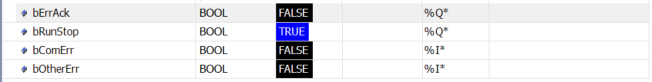 bErrAck BOOL FALSE %Q*
bRunStop BOOL TRUE %Q*
bComErr BOOL FALSE %I*
bOtherErr BOOL FALSE %I*